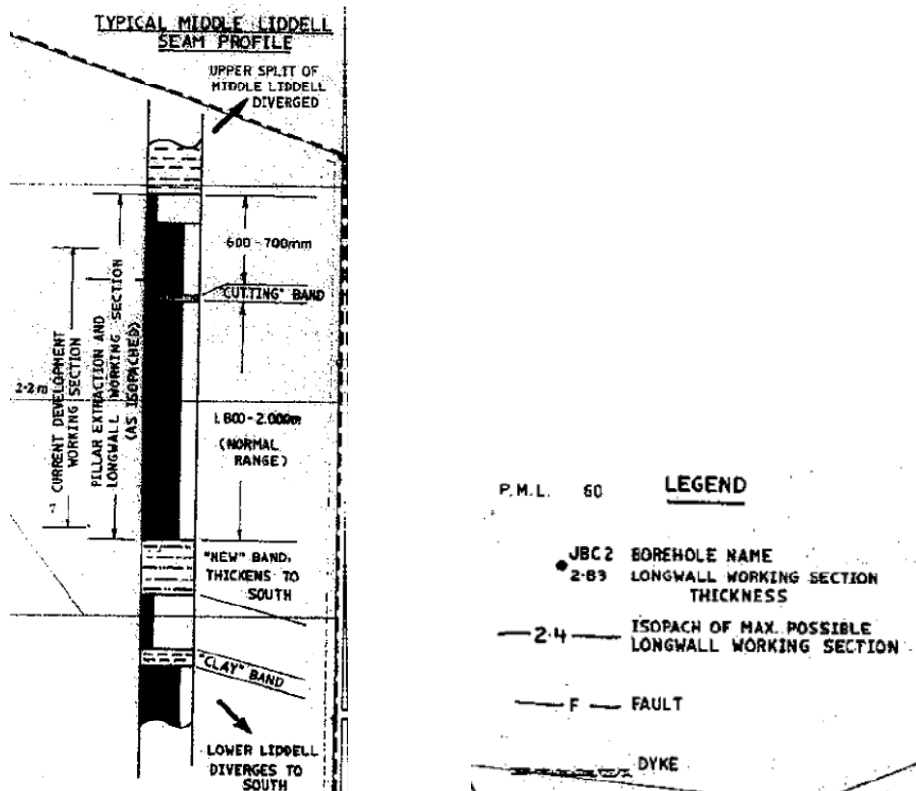 TYPICAL MIDDLE LIDDELL
SEAM PROFILE
UPPER SPLIT OF
MIDDLE LIDDELL
DIVERGED
600-700mm
"CUTTING" BAND
CURRENT DEVELOPMENT
WORKING SECTION
PILLAR EXTRACTION AND
LONGWALL WORKING SECTION
(AS ISOPACHED)
2·2m
1.800-2.000m
(NORMAL
RANGE)
"NEW" BAND,
THICKENS TO
SOUTH
"CLAY" BAND
LOWER LIDDELL
DIVERGES TO
SOUTH
P.M.L. 60
LEGEND
JBC2 BOREHOLE NAME
2·83 LONGWALL WORKING SECTION
THICKNESS
2·4 ISOPACH OF MAX. POSSIBLE
LONGWALL WORKING SECTION
F FAULT
DYKE